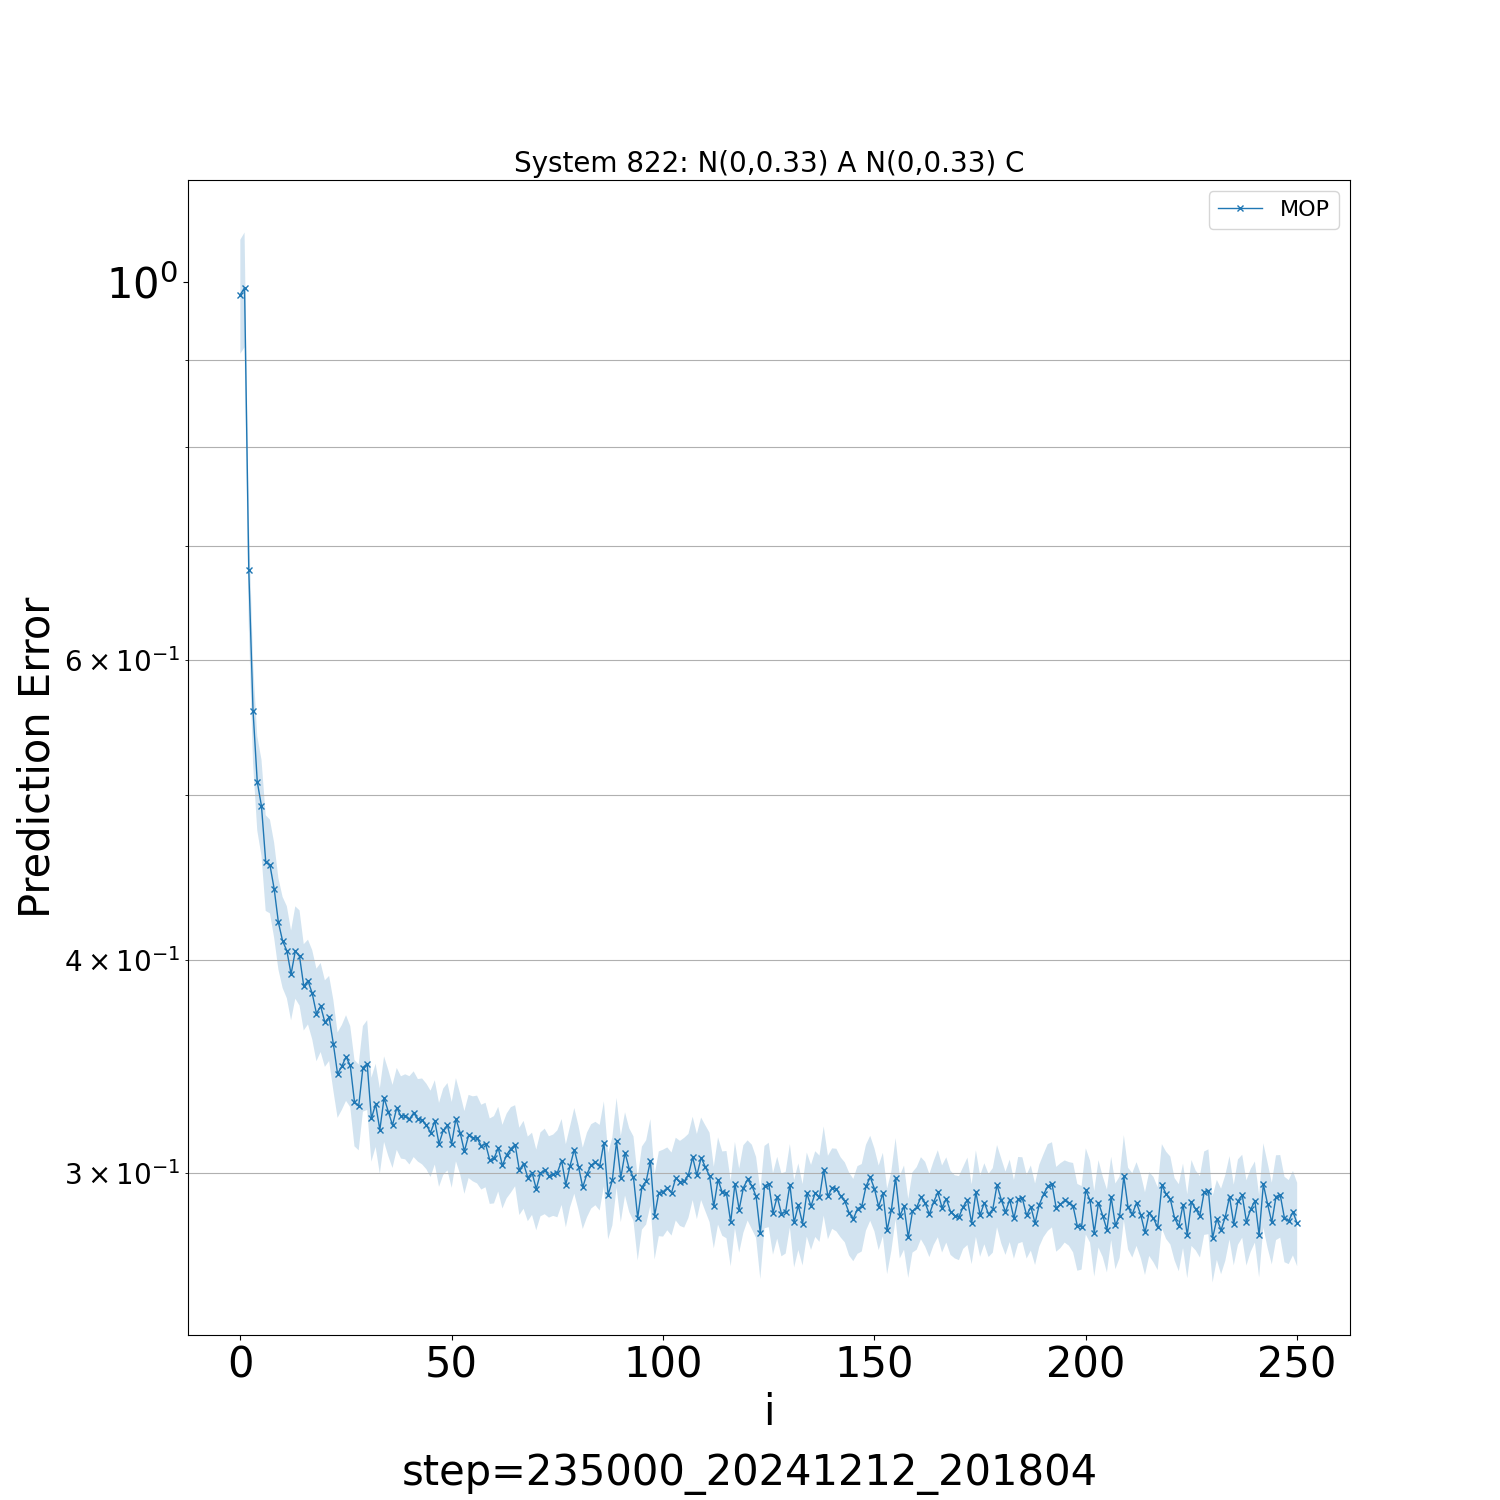 System 822: N(0,0.33) A N(0,0.33) C
MOP
10⁰
6 × 10⁻¹
4 × 10⁻¹
3 × 10⁻¹
Prediction Error
0 50 100 150 200 250
i
step=235000_20241212_201804